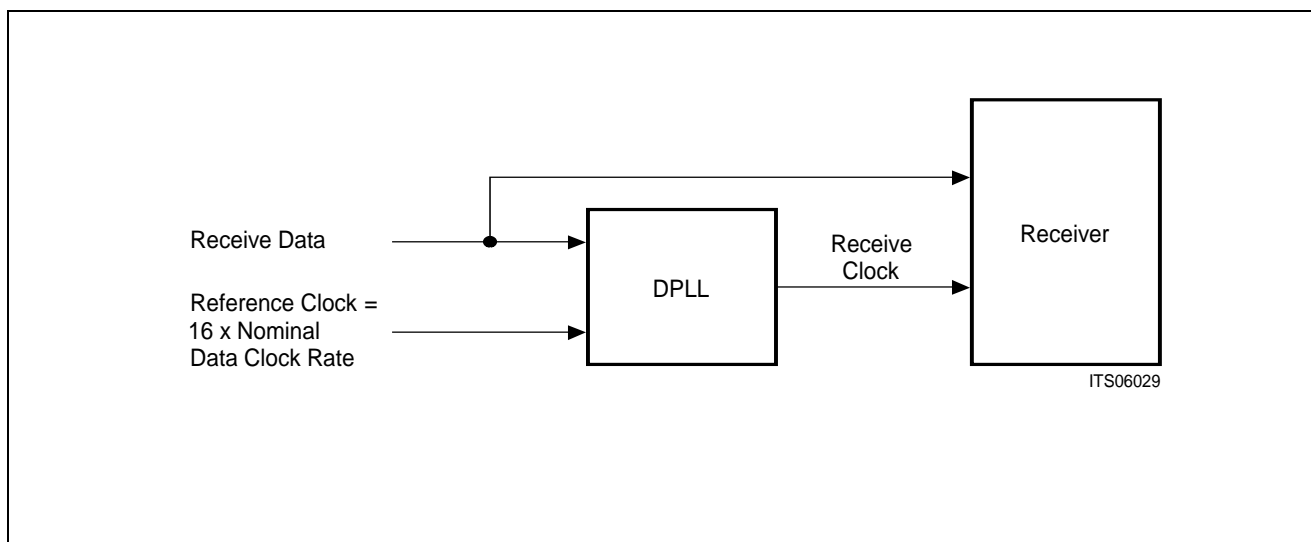 Receive Data
Reference Clock =
16 x Nominal
Data Clock Rate
DPLL
Receive
Clock
Receiver
ITS06029